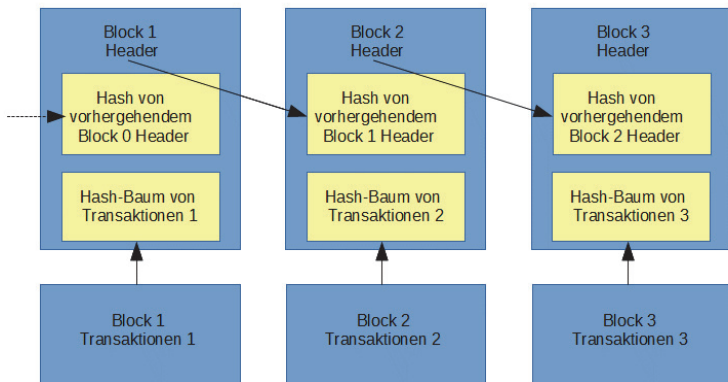 Block 1
Header
Hash von
vorhergehendem
Block 0 Header
Hash-Baum von
Transaktionen 1
Block 1
Transaktionen 1
Block 2
Header
Hash von
vorhergehendem
Block 1 Header
Hash-Baum von
Transaktionen 2
Block 2
Transaktionen 2
Block 3
Header
Hash von
vorhergehendem
Block 2 Header
Hash-Baum von
Transaktionen 3
Block 3
Transaktionen 3